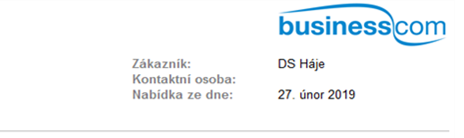 businesscom
Zákazník: DS Háje
Kontaktní osoba:
Nabídka ze dne: 27. únor 2019